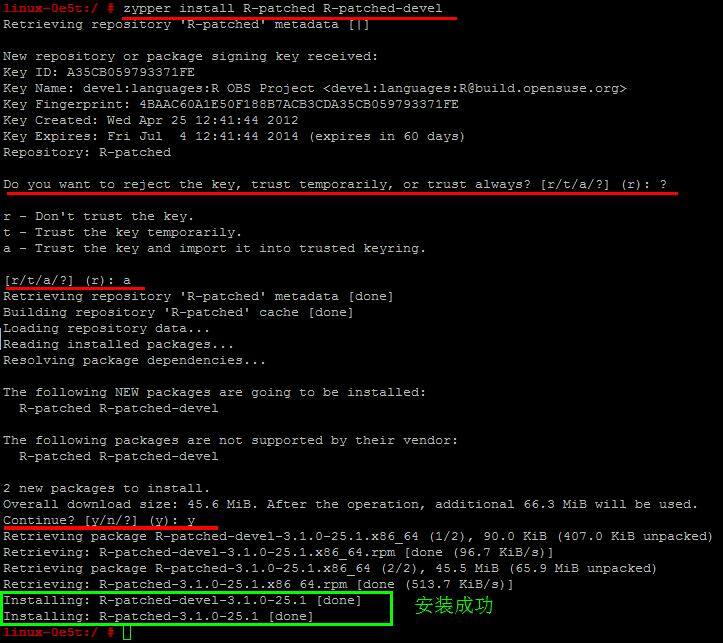 linux-0e5t:/ # zypper install R-patched R-patched-devel
Retrieving repository 'R-patched' metadata [|]
New repository or package signing key received:
Key ID: A35CB059793371FE
Key Name: devel:languages:R OBS Project <devel:languages:R@build.opensuse.org>
Key Fingerprint: 4BAAC60A1E50F188B7ACB3CDA35CB059793371FE
Key Created: Wed Apr 25 12:41:44 2012
Key Expires: Fri Jul  4 12:41:44 2014 (expires in 60 days)
Repository: R-patched
Do you want to reject the key, trust temporarily, or trust always? [r/t/a/?] (r): ?
r - Don't trust the key.
t - Trust the key temporarily.
a - Trust the key and import it into trusted keyring.
[r/t/a/?] (r): a
Retrieving repository 'R-patched' metadata [done]
Building repository 'R-patched' cache [done]
Loading repository data...
Reading installed packages...
Resolving package dependencies...
The following NEW packages are going to be installed:
  R-patched R-patched-devel
The following packages are not supported by their vendor:
  R-patched R-patched-devel
2 new packages to install.
Overall download size: 45.6 MiB. After the operation, additional 66.3 MiB will be used.
Continue? [y/n/?] (y): y
Retrieving package R-patched-devel-3.1.0-25.1.x86_64 (1/2), 90.0 KiB (407.0 KiB unpacked)
Retrieving: R-patched-devel-3.1.0-25.1.x86_64.rpm [done (96.7 KiB/s)]
Retrieving package R-patched-3.1.0-25.1.x86_64 (2/2), 45.5 MiB (65.9 MiB unpacked)
Retrieving: R-patched-3.1.0-25.1.x86_64.rpm [done (513.7 KiB/s)]
Installing: R-patched-devel-3.1.0-25.1 [done]
安装成功
Installing: R-patched-3.1.0-25.1 [done]
linux-0e5t:/ #